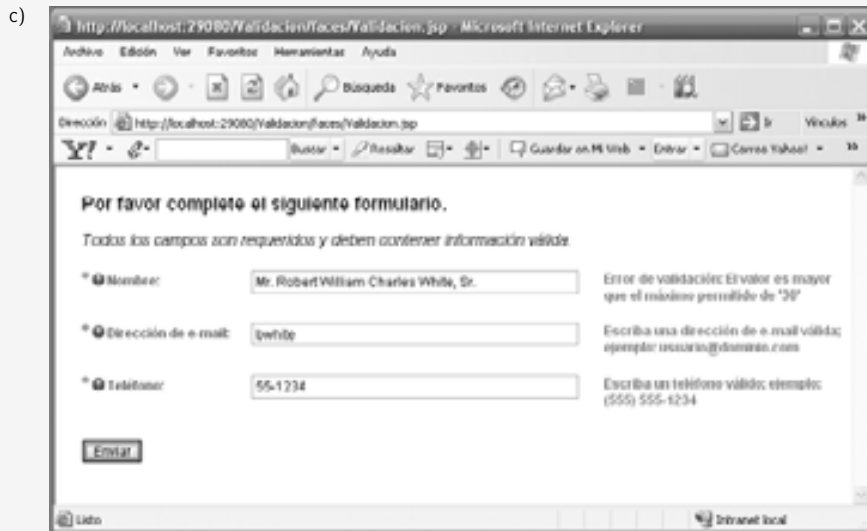 c)
http://localhost:29080/Validacion/faces/Validacion.jsp - Microsoft Internet Explorer
Archivo Edición Ver Favoritos Herramientas Ayuda
Atrás Búsqueda Favoritos
Dirección http://localhost:29080/Validacion/faces/Validacion.jsp Ir Vínculos »
Y! Buscar Resaltar Guardar en Mi Web Entrar Correo Yahoo! »
Por favor complete el siguiente formulario.
Todos los campos son requeridos y deben contener información válida.
* Nombre: Mr. Robert William Charles White, Sr. Error de validación: El valor es mayor
que el máximo permitido de '30'
* Dirección de e-mail: bwhite Escriba una dirección de e-mail válida;
ejemplo: usuario@dominio.com
* Teléfono: 55-1234 Escriba un teléfono válido; ejemplo:
(555) 555-1234
Enviar
Listo Intranet local